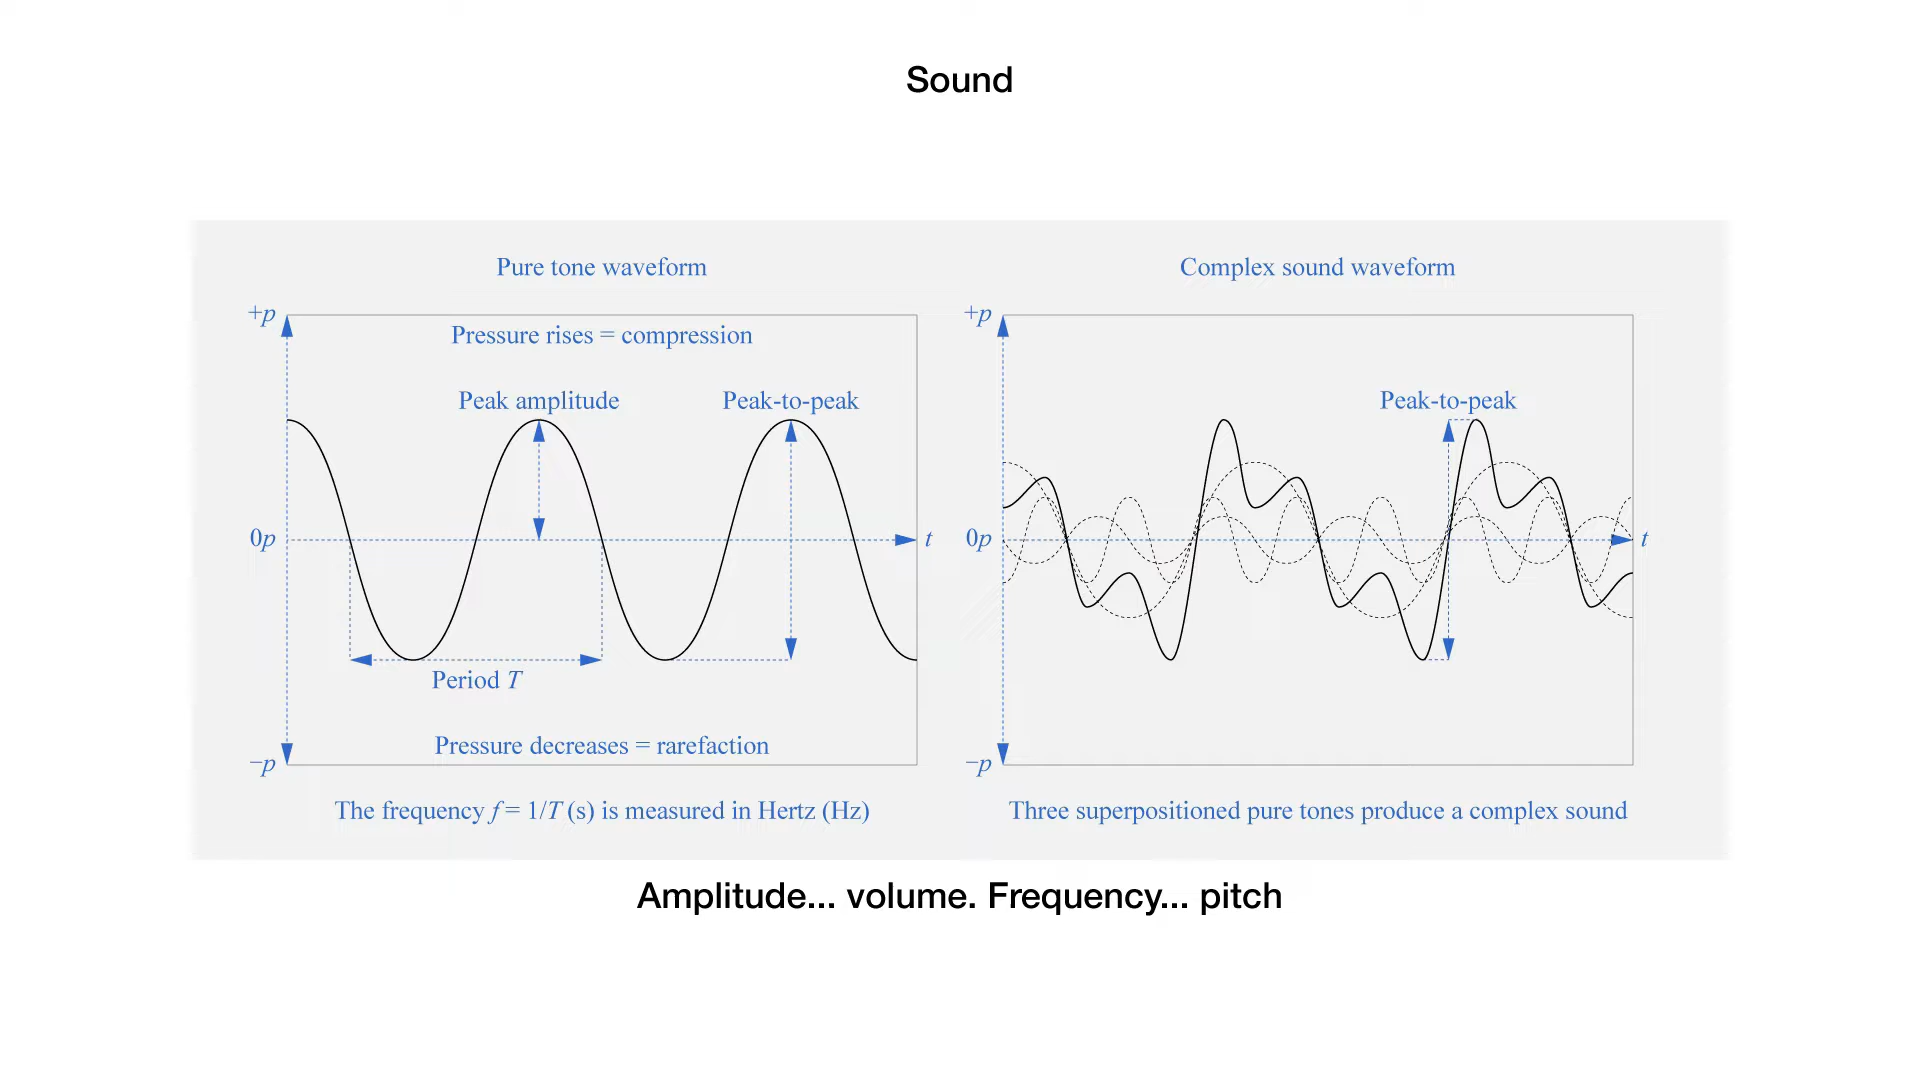 Sound
Pure tone waveform
+p
Pressure rises = compression
Peak amplitude
Peak-to-peak
0p
t
Period T
Pressure decreases = rarefaction
−p
The frequency f = 1/T (s) is measured in Hertz (Hz)
Complex sound waveform
+p
Peak-to-peak
0p
t
−p
Three superpositioned pure tones produce a complex sound
Amplitude... volume. Frequency... pitch